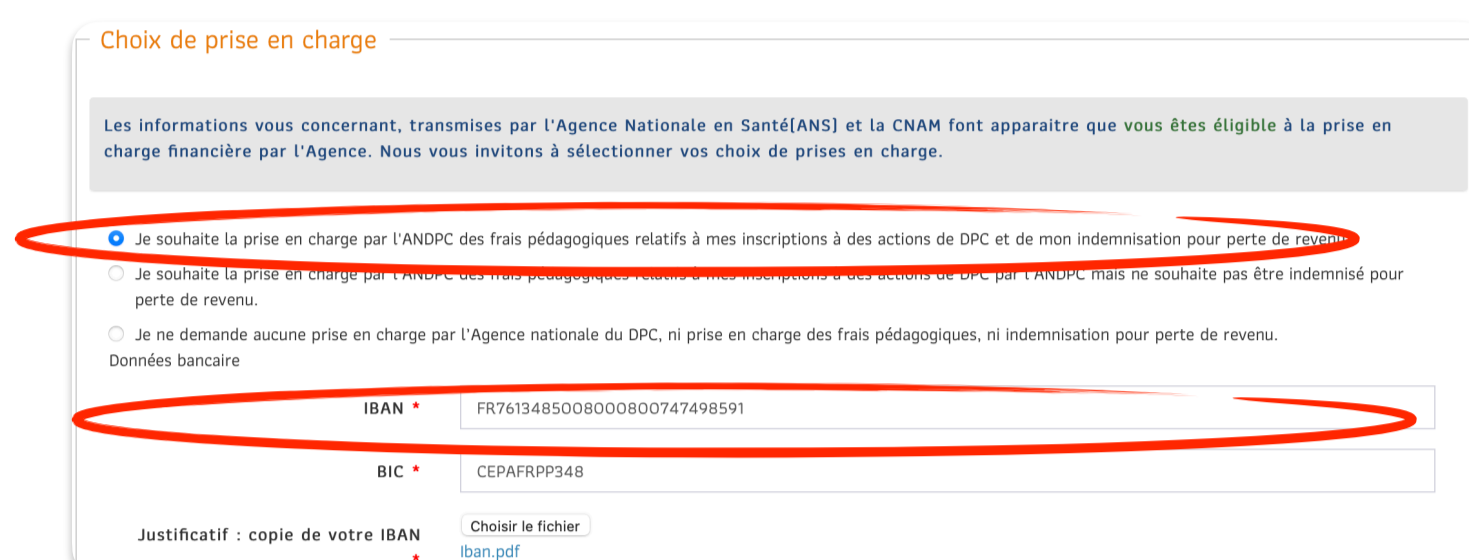 Choix de prise en charge
Les informations vous concernant, transmises par l'Agence Nationale en Santé(ANS) et la CNAM font apparaitre que vous êtes éligible à la prise en
charge financière par l'Agence. Nous vous invitons à sélectionner vos choix de prises en charge.
Je souhaite la prise en charge par l'ANDPC des frais pédagogiques relatifs à mes inscriptions à des actions de DPC et de mon indemnisation pour perte de revenu
Je souhaite la prise en charge par l'ANDPC des frais pédagogiques relatifs à mes inscriptions à des actions de DPC par l'ANDPC mais ne souhaite pas être indemnisé pour
perte de revenu.
Je ne demande aucune prise en charge par l'Agence nationale du DPC, ni prise en charge des frais pédagogiques, ni indemnisation pour perte de revenu.
Données bancaire
IBAN * FR7613485008000800747498591
BIC * CEPAFRPP348
Justificatif : copie de votre IBAN Choisir le fichier
* Iban.pdf